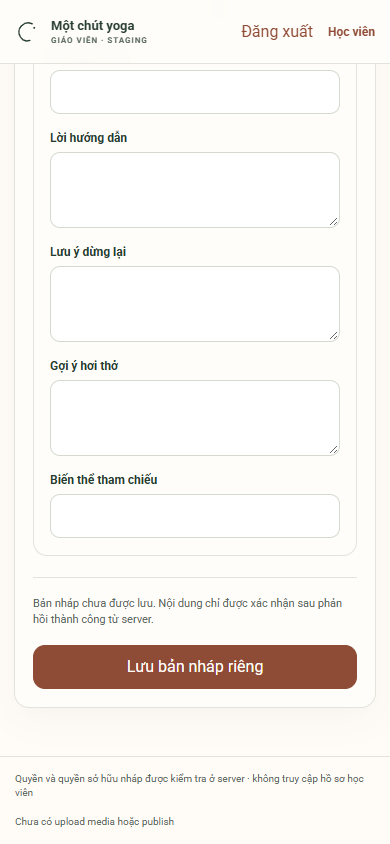 Một chút yoga
GIÁO VIÊN · STAGING
Đăng xuất
Học viên
Lời hướng dẫn
Lưu ý dừng lại
Gợi ý hơi thở
Biến thể tham chiếu
Bản nháp chưa được lưu. Nội dung chỉ được xác nhận sau phản
hồi thành công từ server.
Lưu bản nháp riêng
Quyền và quyền sở hữu nháp được kiểm tra ở server · không truy cập hồ sơ học
viên
Chưa có upload media hoặc publish